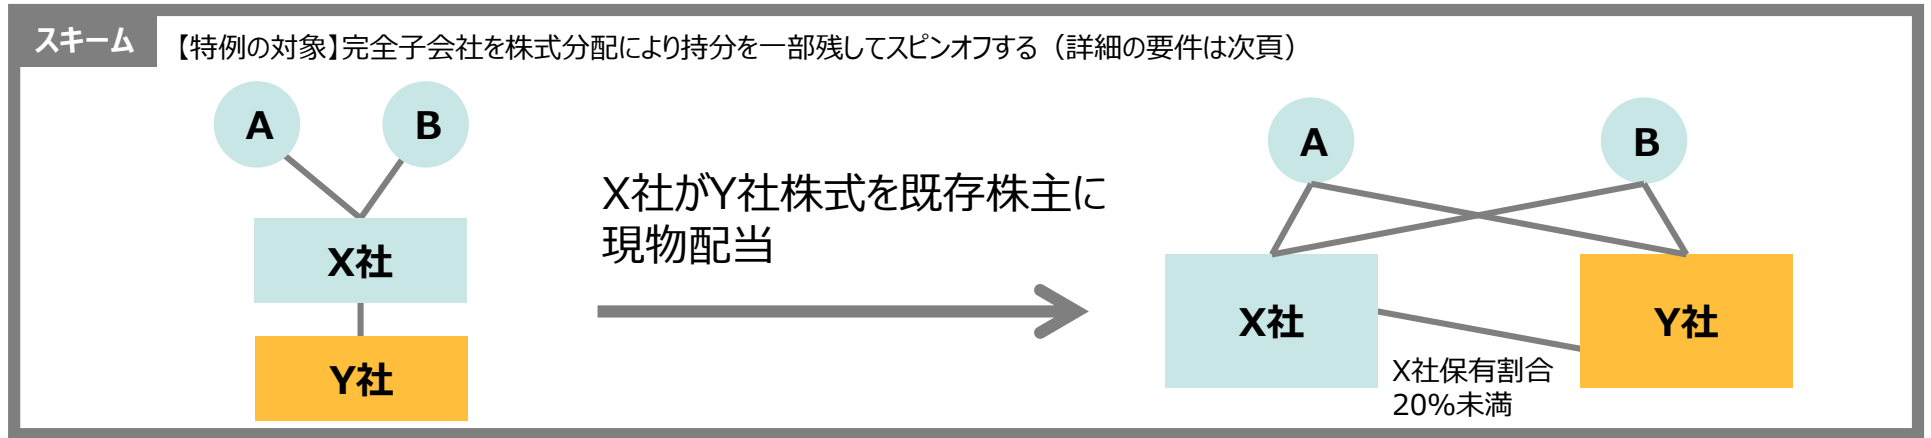 スキーム
【特例の対象】完全子会社を株式分配により持分を一部残してスピンオフする（詳細の要件は次頁）
A
B
X社
Y社
X社がY社株式を既存株主に
現物配当
A
B
X社
Y社
X社保有割合
20%未満